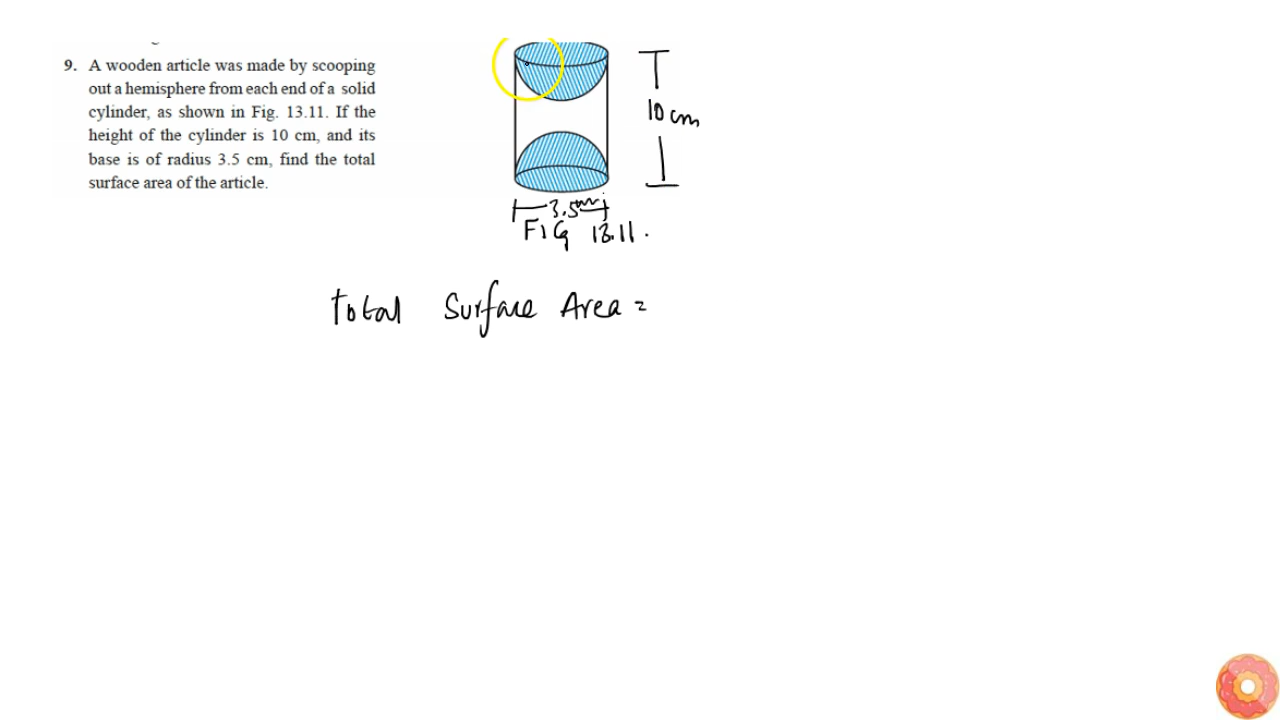 9. A wooden article was made by scooping
out a hemisphere from each end of a solid
cylinder, as shown in Fig. 13.11. If the
height of the cylinder is 10 cm, and its
base is of radius 3.5 cm, find the total
surface area of the article.
10 cm
3.5cm
FIG 13.11.
Total Surface Area =